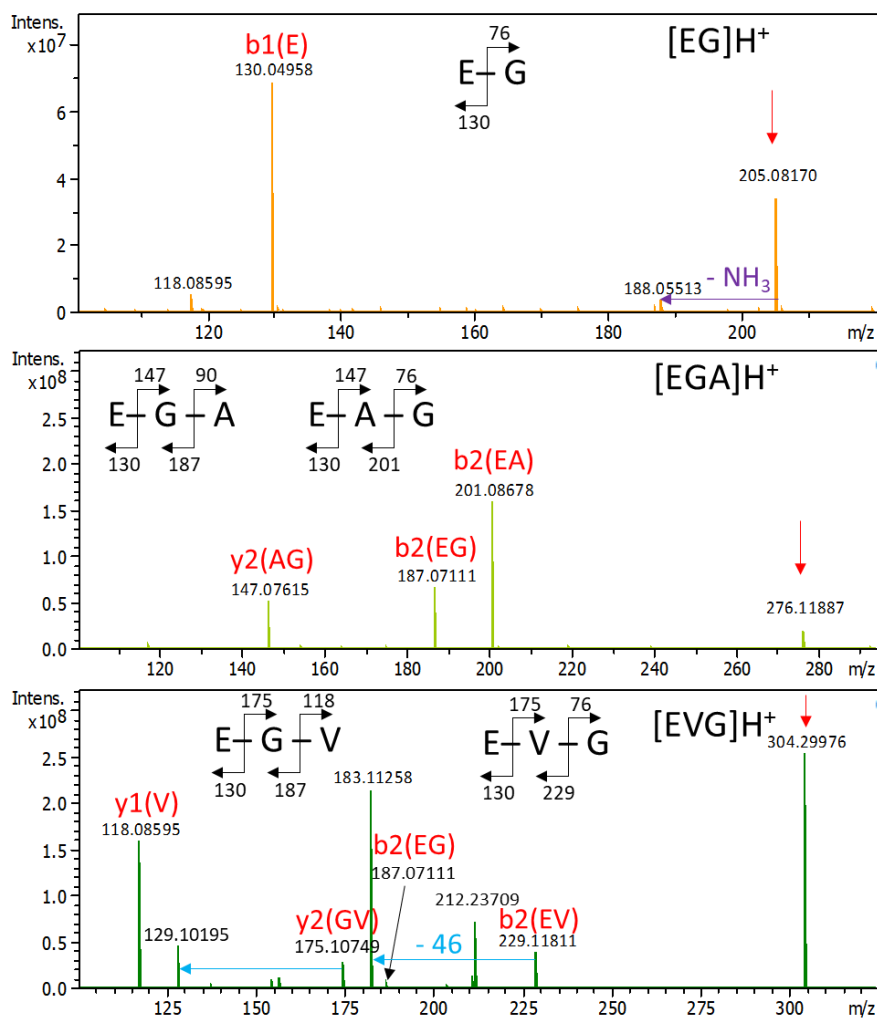 Intens.
x10⁷
b1(E)
130.04958
76
E-G
130
[EG]H⁺
205.08170
118.08595
188.05513
- NH₃
6
4
2
0
120
140
160
180
200
m/z
Intens.
x10⁸
147 90
E-G-A
130 187
147 76
E-A-G
130 201
[EGA]H⁺
b2(EA)
201.08678
b2(EG)
187.07111
y2(AG)
147.07615
276.11887
2.5
2.0
1.5
1.0
0.5
0.0
120
140
160
180
200
220
240
260
280
m/z
Intens.
x10⁸
175 118
E-G-V
130 187
175 76
E-V-G
130 229
[EVG]H⁺
304.29976
183.11258
y1(V)
118.08595
b2(EG)
187.07111
212.23709
b2(EV)
229.11811
y2(GV)
175.10749
129.10195
- 46
2.5
2.0
1.5
1.0
0.5
0.0
125
150
175
200
225
250
275
300
m/z